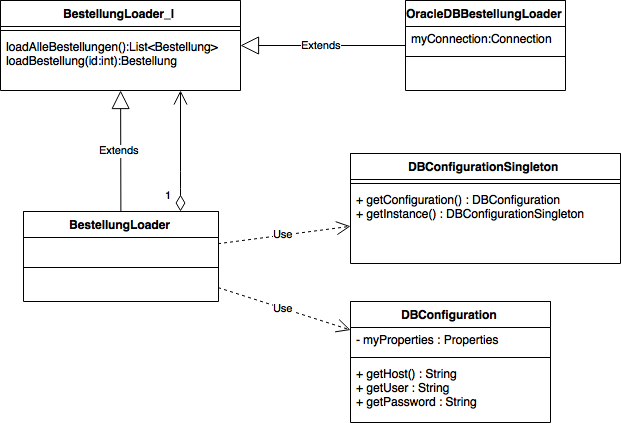 BestellungLoader_I
loadAlleBestellungen():List<Bestellung>
loadBestellung(id:int):Bestellung
Extends
OracleDBBestellungLoader
myConnection:Connection
Extends
1
BestellungLoader
Use
Use
DBConfigurationSingleton
+ getConfiguration() : DBConfiguration
+ getInstance() : DBConfigurationSingleton
DBConfiguration
- myProperties : Properties
+ getHost() : String
+ getUser : String
+ getPassword : String